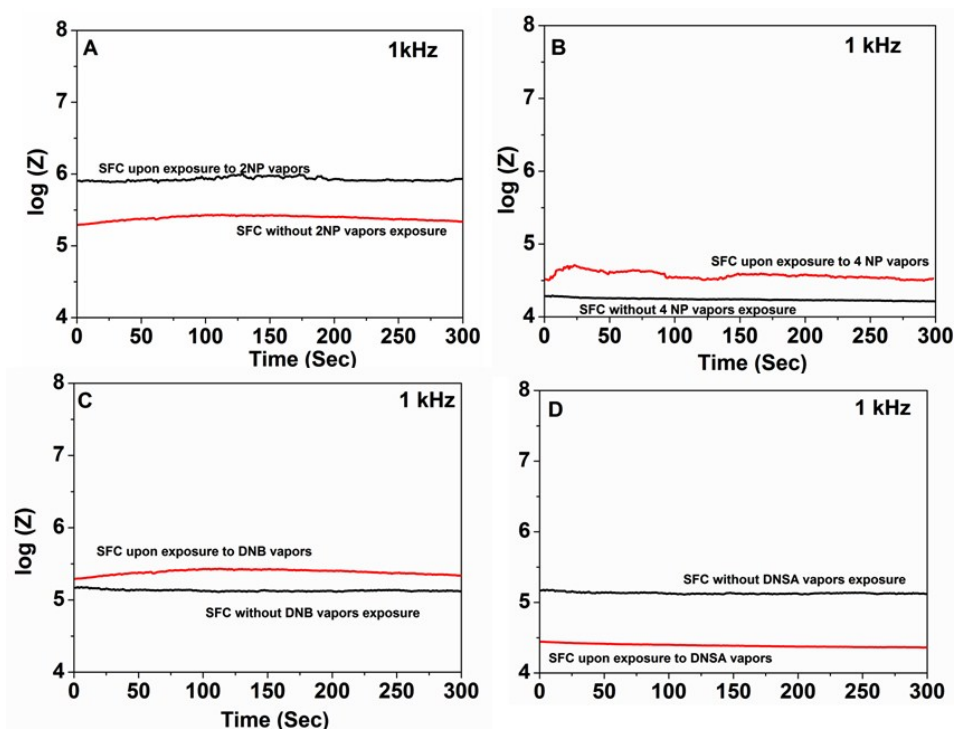 A
1kHz
8
7
6
5
4
log (Z)
SFC upon exposure to 2NP vapors
SFC without 2NP vapors exposure
0 50 100 150 200 250 300
Time (Sec)
B
1 kHz
8
7
6
5
4
SFC upon exposure to 4 NP vapors
SFC without 4 NP vapors exposure
0 50 100 150 200 250 300
Time (Sec)
C
1 kHz
8
7
6
5
4
log (Z)
SFC upon exposure to DNB vapors
SFC without DNB vapors exposure
0 50 100 150 200 250 300
Time (Sec)
D
1 kHz
8
7
6
5
4
SFC without DNSA vapors exposure
SFC upon exposure to DNSA vapors
0 50 100 150 200 250 300
Time (Sec)